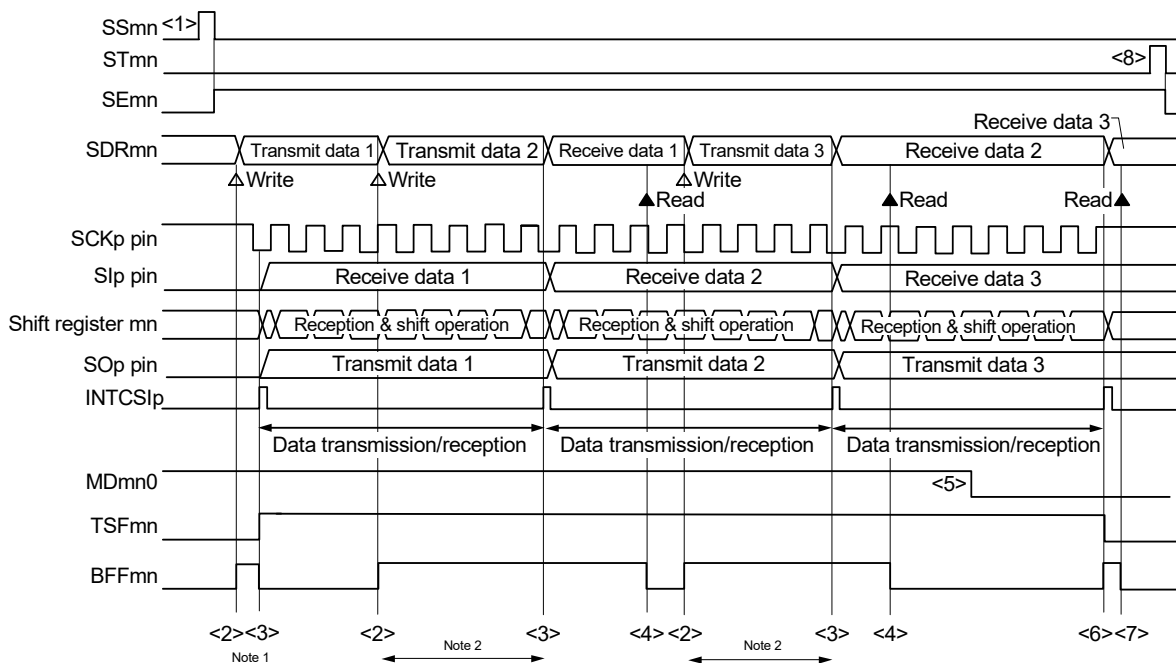 SSmn <1>
STmn <8>
SEmn
Receive data 3
SDRmn Transmit data 1 Transmit data 2 Receive data 1 Transmit data 3 Receive data 2
Write Write Write
Read Read Read
SCKp pin
SIp pin Receive data 1 Receive data 2 Receive data 3
Shift register mn Reception & shift operation Reception & shift operation Reception & shift operation
SOp pin Transmit data 1 Transmit data 2 Transmit data 3
INTCSIp
Data transmission/reception Data transmission/reception Data transmission/reception
MDmn0 <5>
TSFmn
BFFmn
<2> <3> <2> <3> <4> <2> <3> <4> <6> <7>
Note 1 Note 2 Note 2